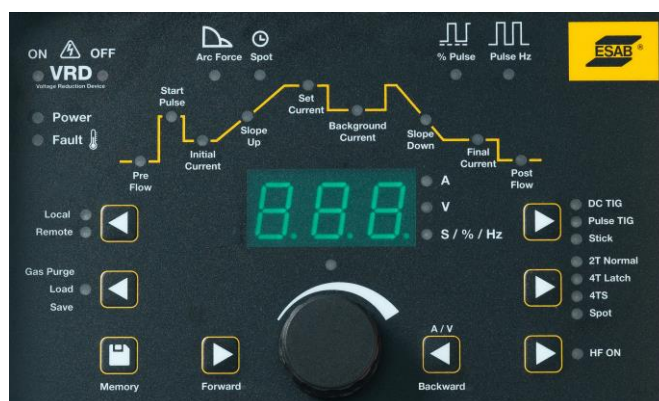 ON OFF
VRD
Voltage Reduction Device
Power
Fault
Arc Force
Spot
% Pulse
Pulse Hz
ESAB ®
Start
Pulse
Set
Current
Slope
Up
Background
Current
Slope
Down
Initial
Current
Final
Current
Pre
Flow
Post
Flow
8.8.8.
A
V
S / % / Hz
Local
Remote
Gas Purge
Load
Save
DC TIG
Pulse TIG
Stick
2T Normal
4T Latch
4TS
Spot
HF ON
A / V
Memory
Forward
Backward